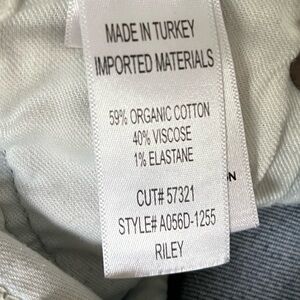 MADE IN TURKEY
IMPORTED MATERIALS
59% ORGANIC COTTON
40% VISCOSE
1% ELASTANE
CUT# 57321
STYLE# A056D-1255
RILEY
N